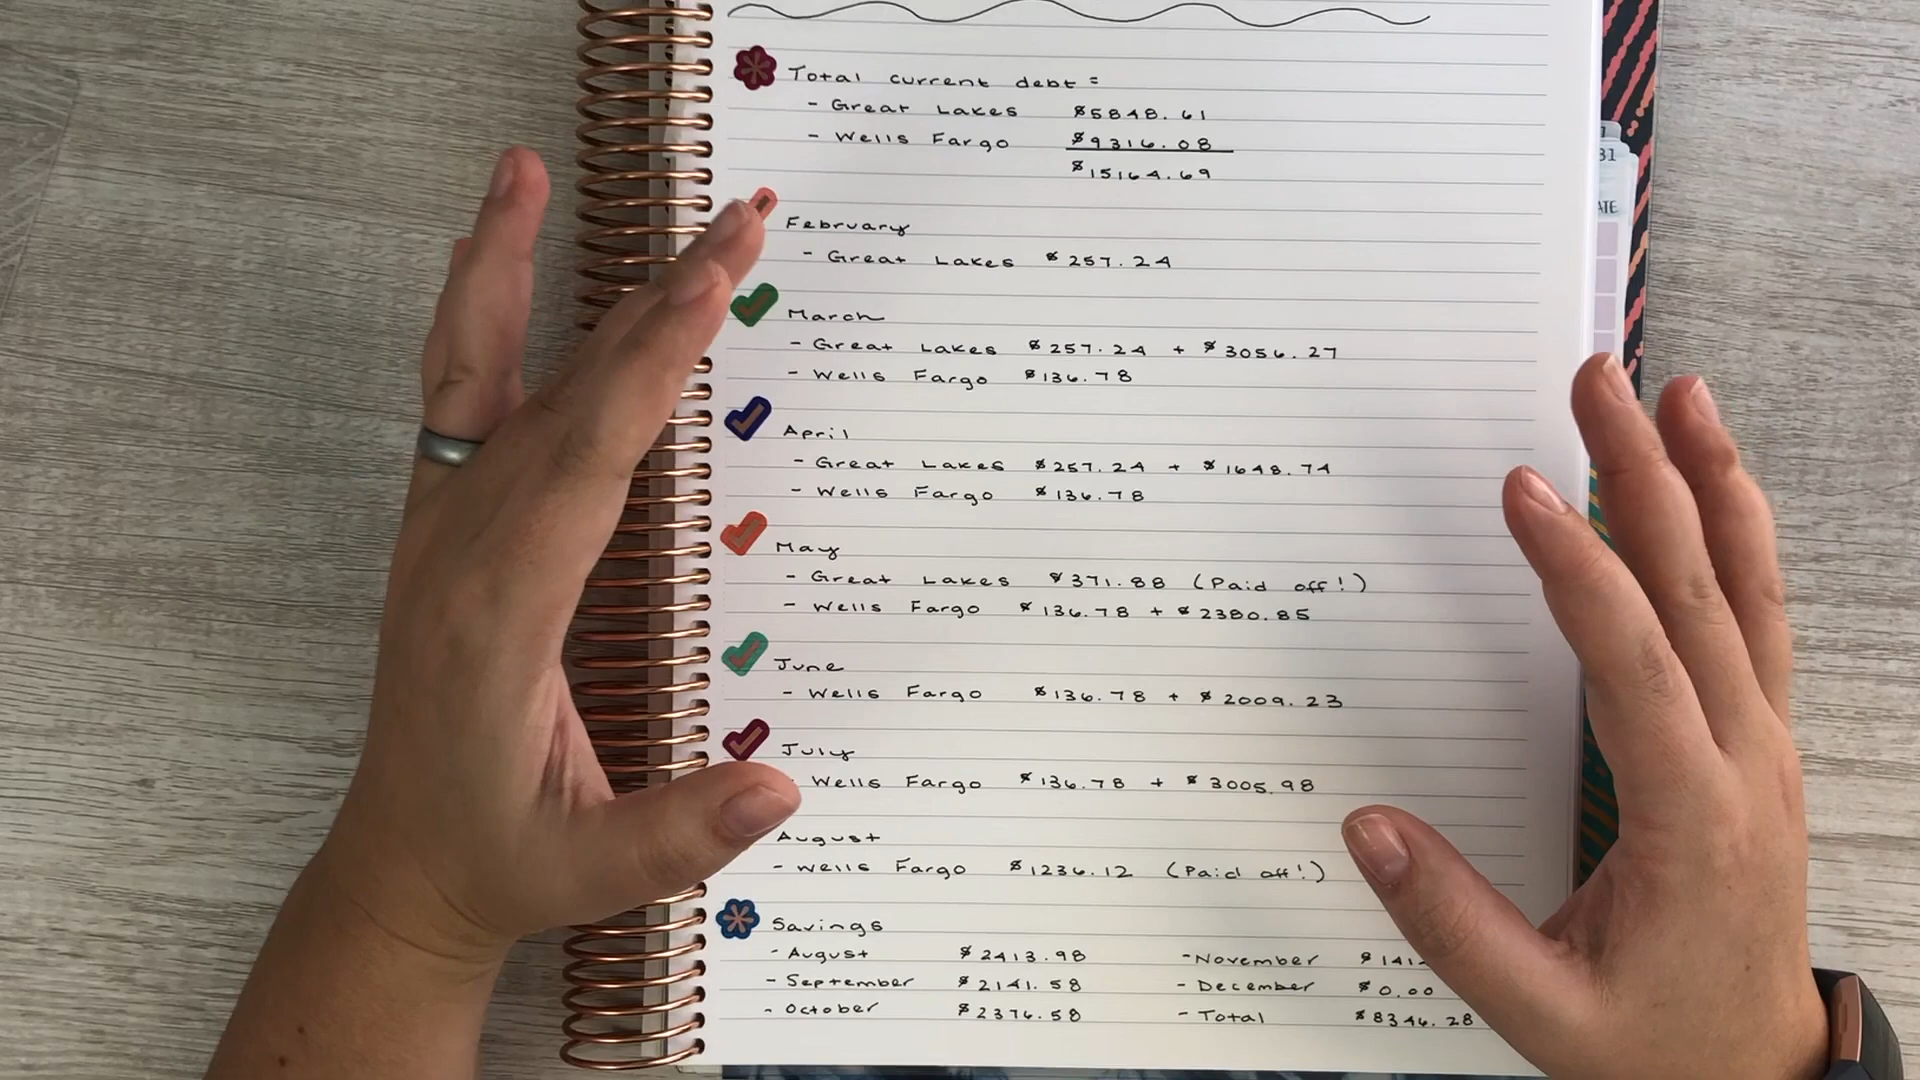 Total current debt =
- Great Lakes $5848.61
- Wells Fargo $9316.08
$15164.69
February
- Great Lakes $257.24
March
- Great Lakes $257.24 + $3056.27
- Wells Fargo $136.78
April
- Great Lakes $257.24 + $1648.74
- Wells Fargo $136.78
May
- Great Lakes $371.88 (Paid off!)
- Wells Fargo $136.78 + $2380.85
June
- Wells Fargo $136.78 + $2009.23
July
Wells Fargo $136.78 + $3005.98
August
- Wells Fargo $1236.12 (Paid off!)
Savings
- August $2413.98 - November $141
- September $2141.58 - December $0.00
- October $2376.58 - Total $8346.28
31
ATE